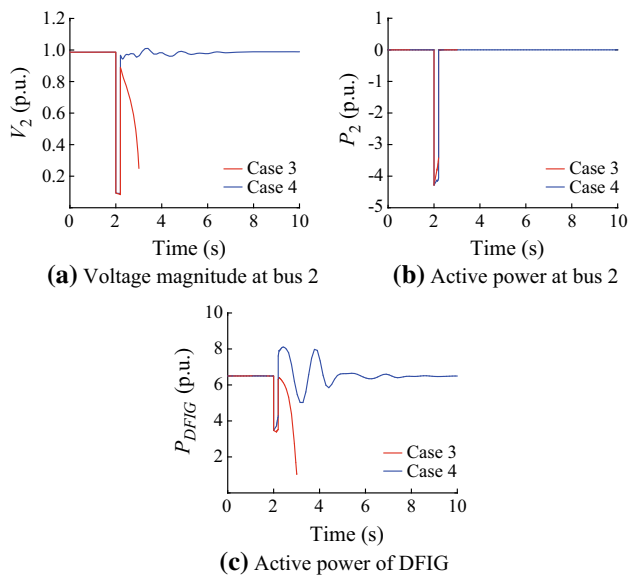 1.2
1.0
0.8
0.6
0.4
0.2
V2 (p.u.)
Case 3
Case 4
0 2 4 6 8 10
Time (s)
(a) Voltage magnitude at bus 2
1
0
-1
-2
-3
-4
-5
P2 (p.u.)
Case 3
Case 4
0 2 4 6 8 10
Time (s)
(b) Active power at bus 2
10
8
6
4
2
PDFIG (p.u.)
Case 3
Case 4
0 2 4 6 8 10
Time (s)
(c) Active power of DFIG